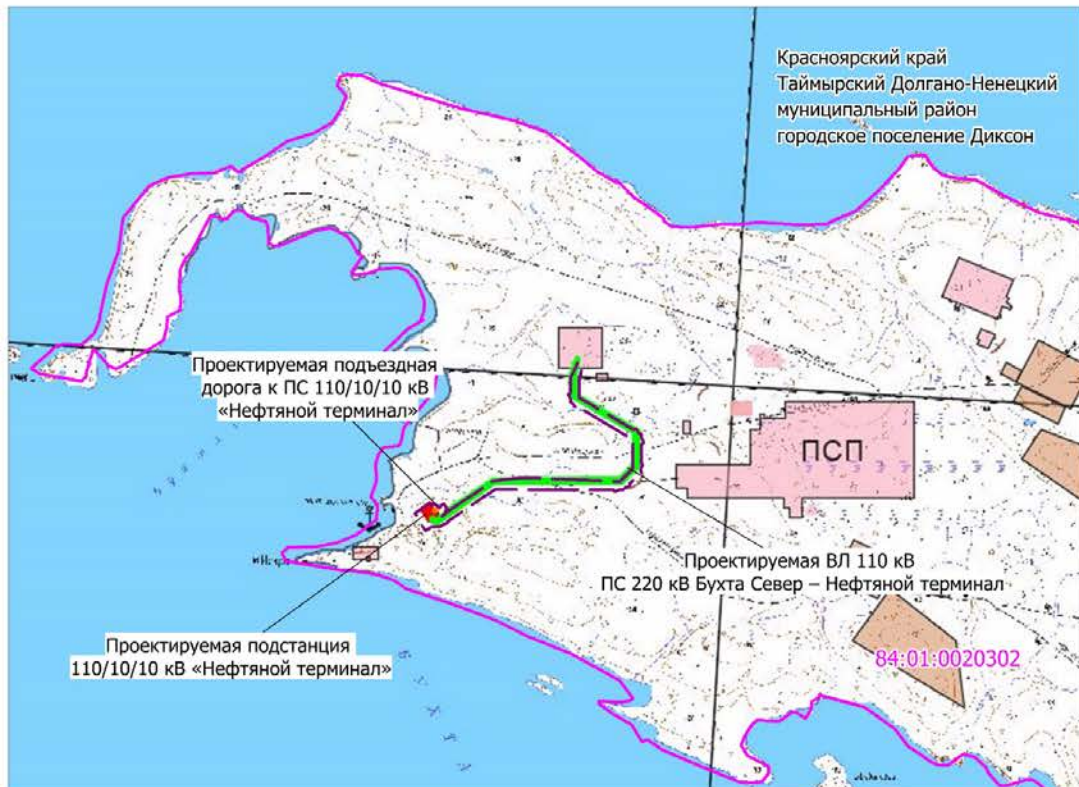 Красноярский край
Таймырский Долгано-Ненецкий
муниципальный район
городское поселение Диксон
Проектируемая подъездная
дорога к ПС 110/10/10 кВ
«Нефтяной терминал»
ПСП
Проектируемая ВЛ 110 кВ
ПС 220 кВ Бухта Север – Нефтяной терминал
Проектируемая подстанция
110/10/10 кВ «Нефтяной терминал»
84:01:0020302